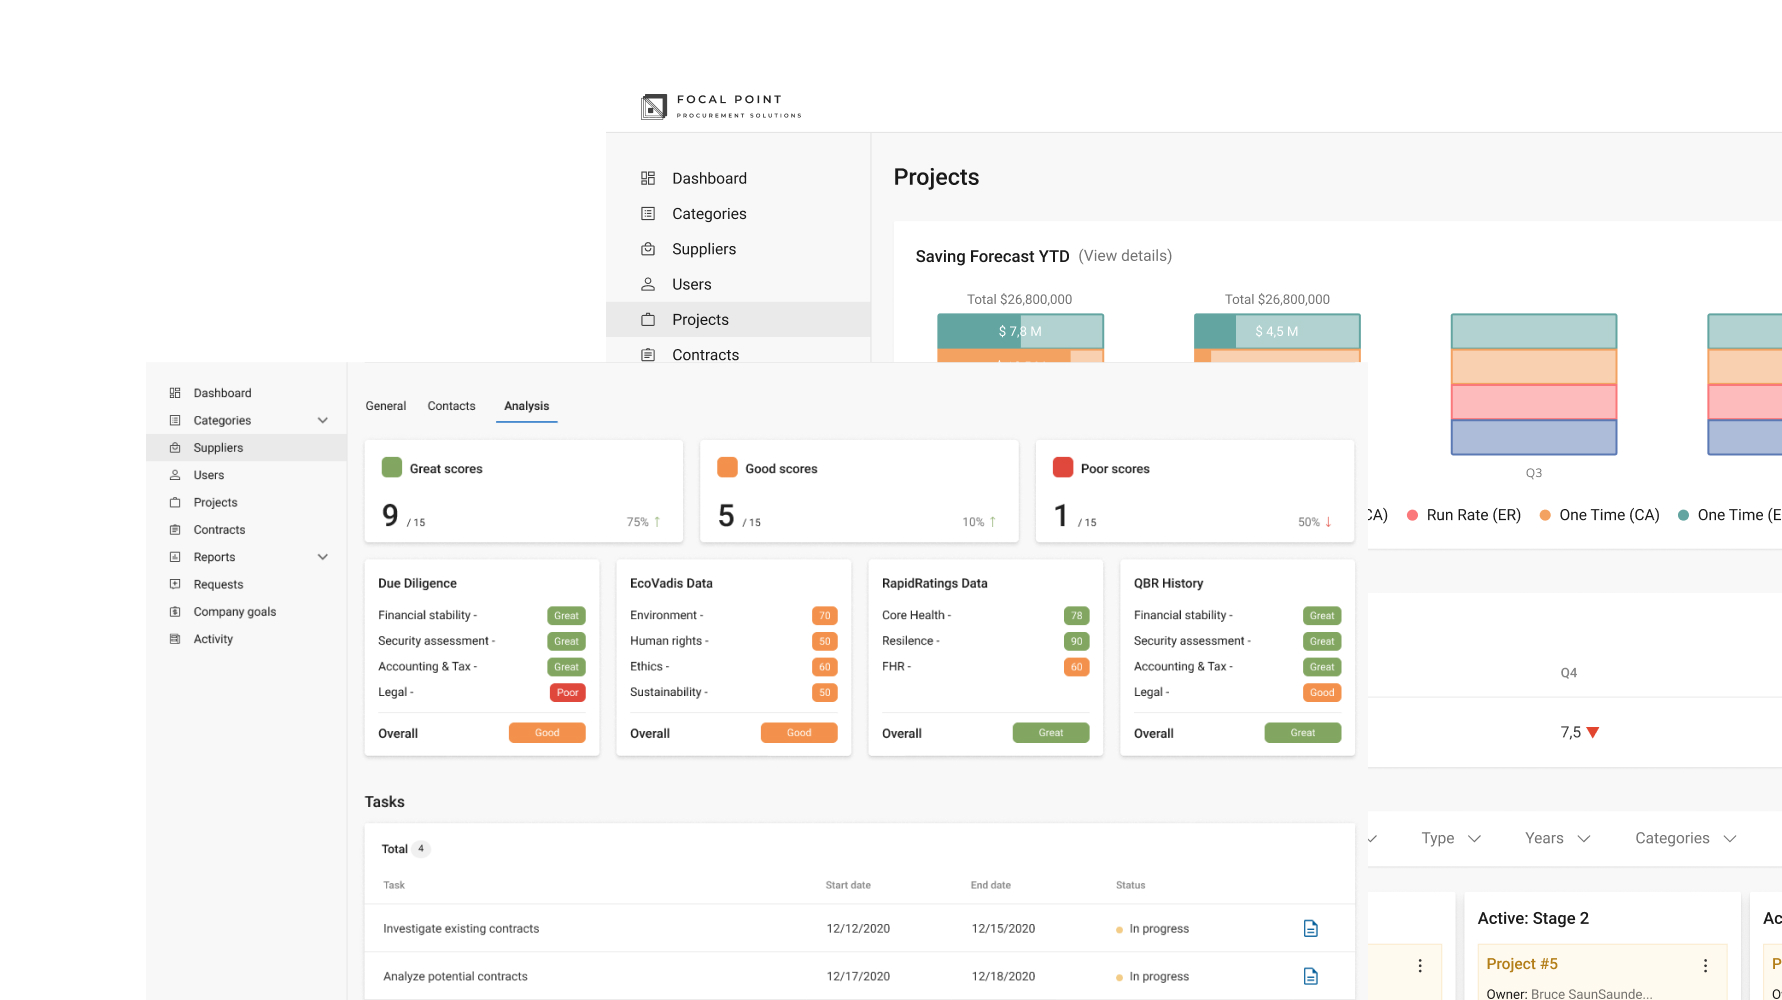 FOCAL POINT
PROCUREMENT SOLUTIONS
Dashboard
Categories
Suppliers
Users
Projects
Contracts
Projects
Saving Forecast YTD (View details)
Total $26,800,000
Total $26,800,000
$ 7,8 M
$ 4,5 M
Q3
CA)
Run Rate (ER)
One Time (CA)
One Time (E
Q4
7,5
Type
Years
Categories
Active: Stage 2
Ac
Project #5
P
Owner: Bruce SaunSaunde...
O
Dashboard
Categories
Suppliers
Users
Projects
Contracts
Reports
Requests
Company goals
Activity
General
Contacts
Analysis
Great scores
9 / 15
75%
Good scores
5 / 15
10%
Poor scores
1 / 15
50%
Due Diligence
Financial stability - Great
Security assessment - Great
Accounting & Tax - Great
Legal - Poor
Overall Good
EcoVadis Data
Environment - 70
Human rights - 50
Ethics - 60
Sustainability - 50
Overall Good
RapidRatings Data
Core Health - 78
Resilence - 90
FHR - 60
Overall Great
QBR History
Financial stability - Great
Security assessment - Great
Accounting & Tax - Great
Legal - Good
Overall Great
Tasks
Total 4
Task Start date End date Status
Investigate existing contracts 12/12/2020 12/15/2020 In progress
Analyze potential contracts 12/17/2020 12/18/2020 In progress